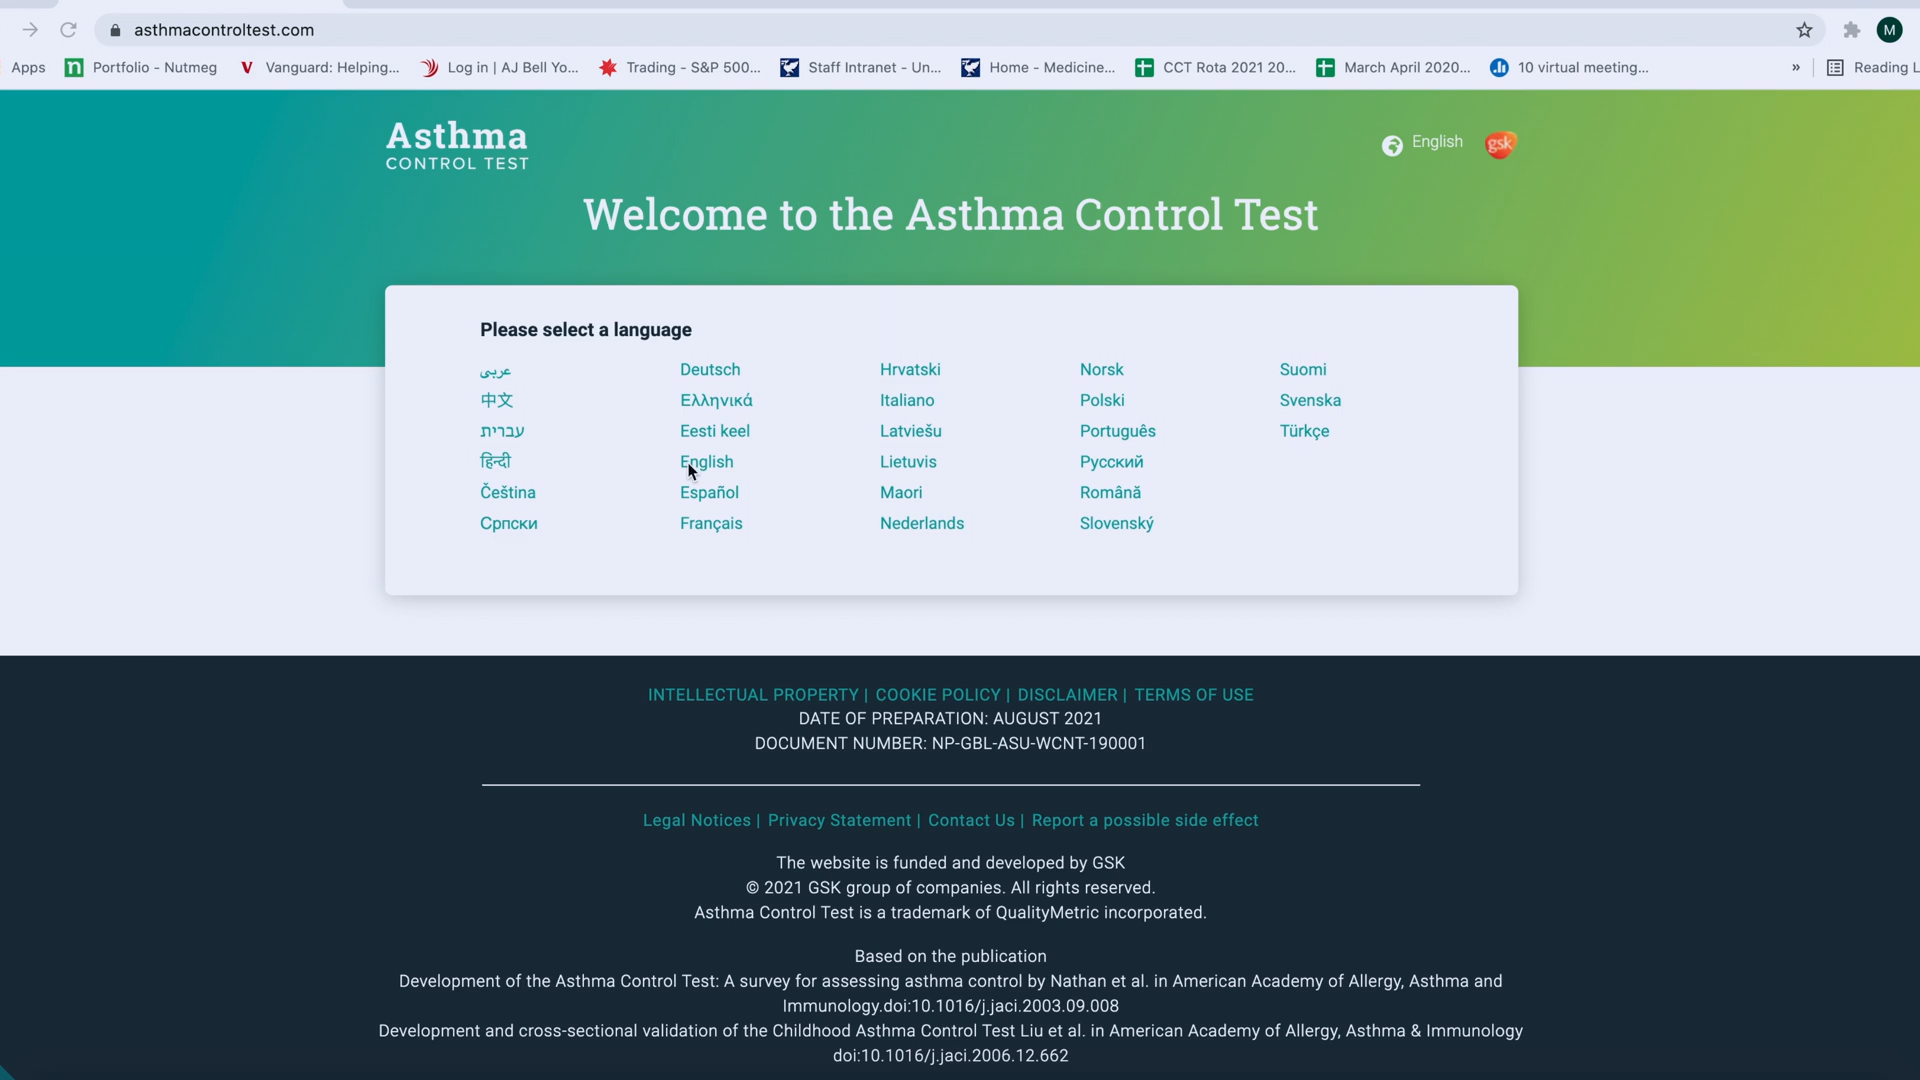 asthmacontroltest.com
M
Apps
Portfolio - Nutmeg
Vanguard: Helping...
Log in | AJ Bell Yo...
Trading - S&P 500...
Staff Intranet - Un...
Home - Medicine...
CCT Rota 2021 20...
March April 2020...
10 virtual meeting...
»
Reading L
Asthma
CONTROL TEST
English
gsk
Welcome to the Asthma Control Test
Please select a language
عربى
中文
עברית
हिन्दी
Čeština
Српски
Deutsch
Ελληνικά
Eesti keel
English
Español
Français
Hrvatski
Italiano
Latviešu
Lietuvis
Maori
Nederlands
Norsk
Polski
Português
Русский
Română
Slovenský
Suomi
Svenska
Türkçe
INTELLECTUAL PROPERTY | COOKIE POLICY | DISCLAIMER | TERMS OF USE
DATE OF PREPARATION: AUGUST 2021
DOCUMENT NUMBER: NP-GBL-ASU-WCNT-190001
Legal Notices | Privacy Statement | Contact Us | Report a possible side effect
The website is funded and developed by GSK
© 2021 GSK group of companies. All rights reserved.
Asthma Control Test is a trademark of QualityMetric incorporated.
Based on the publication
Development of the Asthma Control Test: A survey for assessing asthma control by Nathan et al. in American Academy of Allergy, Asthma and
Immunology.doi:10.1016/j.jaci.2003.09.008
Development and cross-sectional validation of the Childhood Asthma Control Test Liu et al. in American Academy of Allergy, Asthma & Immunology
doi:10.1016/j.jaci.2006.12.662